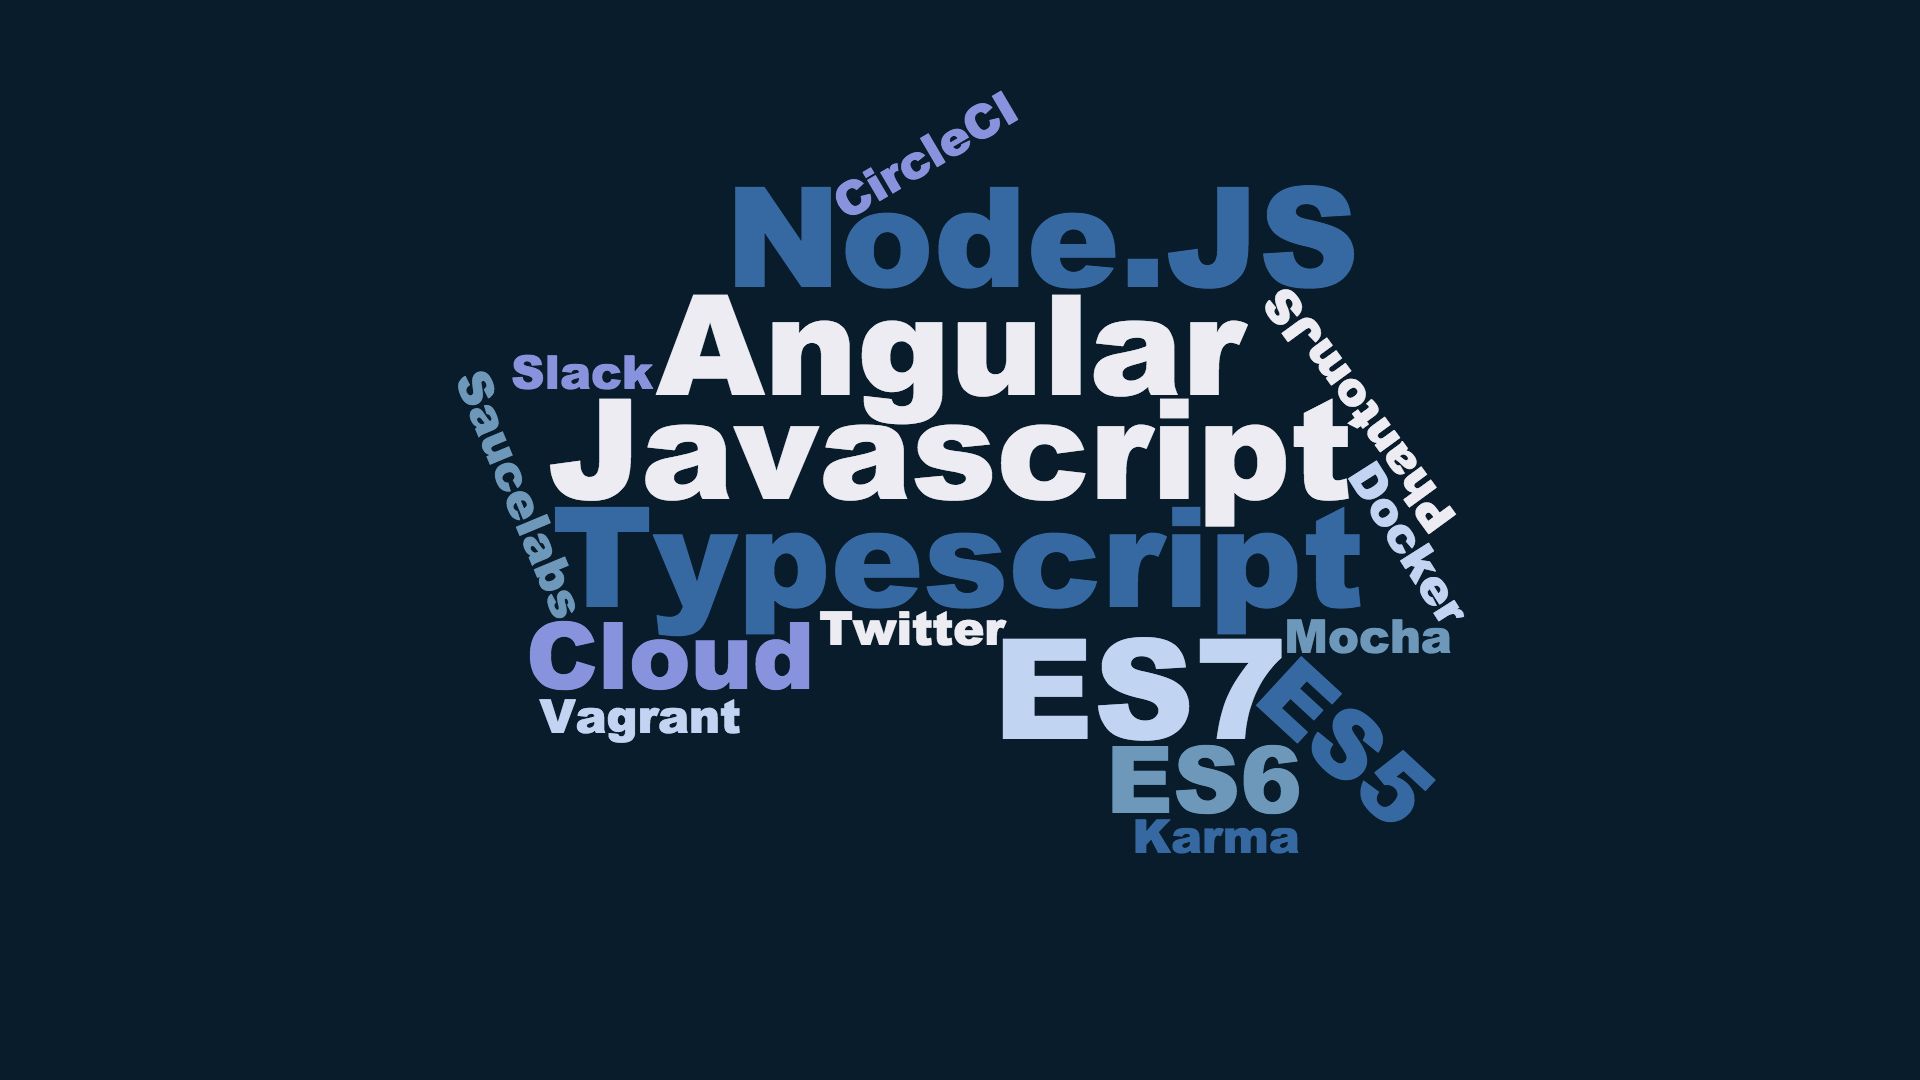 CircleCI
Node.JS
Angular
PhantomJS
Slack
Saucelabs
Javascript
Docker
Typescript
Twitter
Mocha
Cloud
ES7
ES5
Vagrant
ES6
Karma